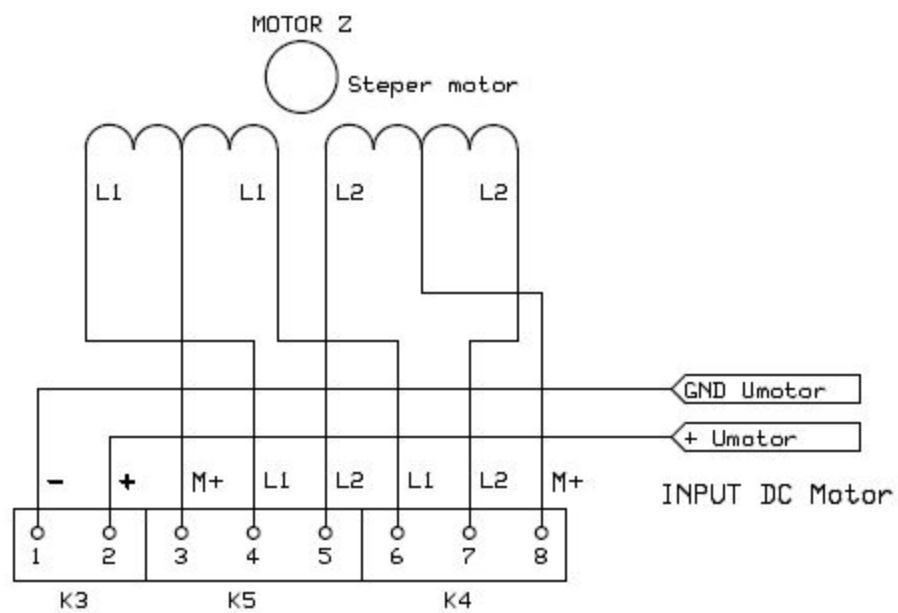 MOTOR Z
Steper motor
L1 L1 L2 L2
GND Umotor
+ Umotor
- + M+ L1 L2 L1 L2 M+
INPUT DC Motor
1 2 3 4 5 6 7 8
K3 K5 K4